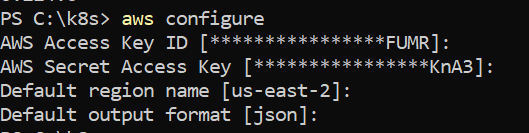 PS C:\k8s> aws configure
AWS Access Key ID [****************FUMR]:
AWS Secret Access Key [****************KnA3]:
Default region name [us-east-2]:
Default output format [json]: